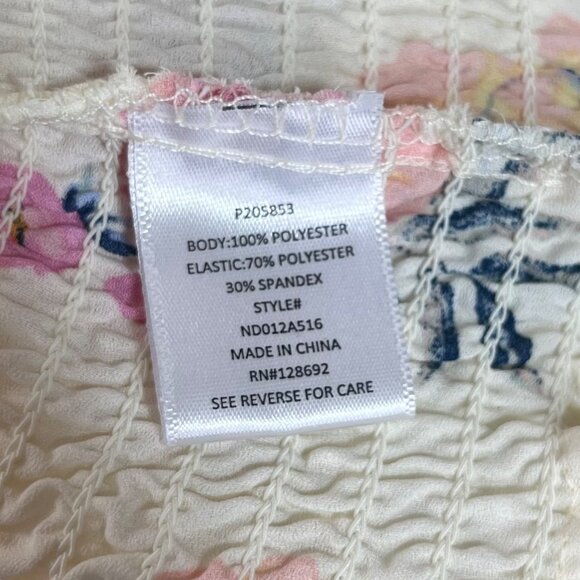 P20S853
BODY:100% POLYESTER
ELASTIC:70% POLYESTER
30% SPANDEX
STYLE#
ND012A516
MADE IN CHINA
RN#128692
SEE REVERSE FOR CARE